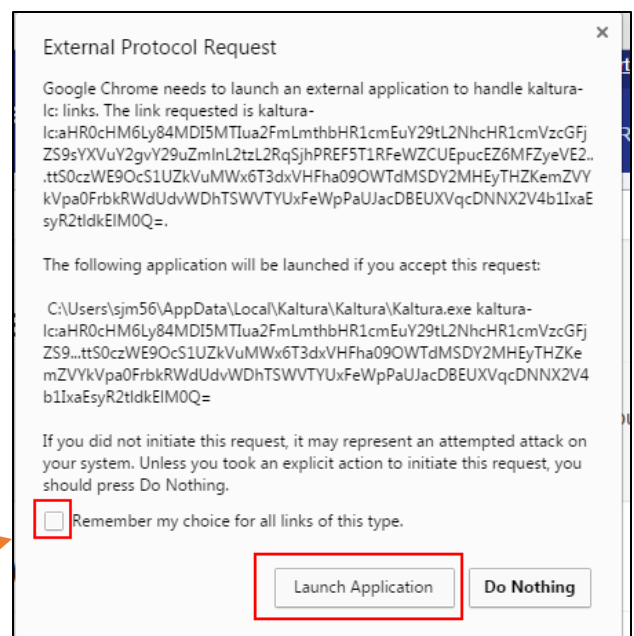 External Protocol Request
Google Chrome needs to launch an external application to handle kaltura-
lc: links. The link requested is kaltura-
lc:aHR0cHM6Ly84MDI5MTIua2FmLmthbHR1cmEuY29tL2NhcHR1cmVzcGFj
ZS9sYXVuY2gvY29uZmlnL2tzL2RqSjhPREF5T1RFeWZCUEpucEZ6MFZyeVE2..
.ttS0czWE9OcS1UZkVuMWx6T3dxVHFha09OWTdMSDY2MHEyTHZKemZVY
kVpa0FrbkRWdUdvWDhTSWVTYUxFeWpPaUJacDBEUXVqcDNNX2V4b1IxaE
syR2tIdkElM0Q=.
The following application will be launched if you accept this request:
C:\Users\sjm56\AppData\Local\Kaltura\Kaltura\Kaltura.exe kaltura-
lc:aHR0cHM6Ly84MDI5MTIua2FmLmthbHR1cmEuY29tL2NhcHR1cmVzcGFj
ZS9...ttS0czWE9OcS1UZkVuMWx6T3dxVHFha09OWTdMSDY2MHEyTHZKe
mZVYkVpa0FrbkRWdUdvWDhTSWVTYUxFeWpPaUJacDBEUXVqcDNNX2V4
b1IxaEsyR2tIdkElM0Q=
If you did not initiate this request, it may represent an attempted attack on
your system. Unless you took an explicit action to initiate this request, you
should press Do Nothing.
Remember my choice for all links of this type.
Launch Application
Do Nothing